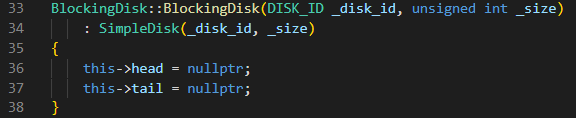 33 BlockingDisk::BlockingDisk(DISK_ID _disk_id, unsigned int _size)
34     : SimpleDisk(_disk_id, _size)
35 {
36     this->head = nullptr;
37     this->tail = nullptr;
38 }